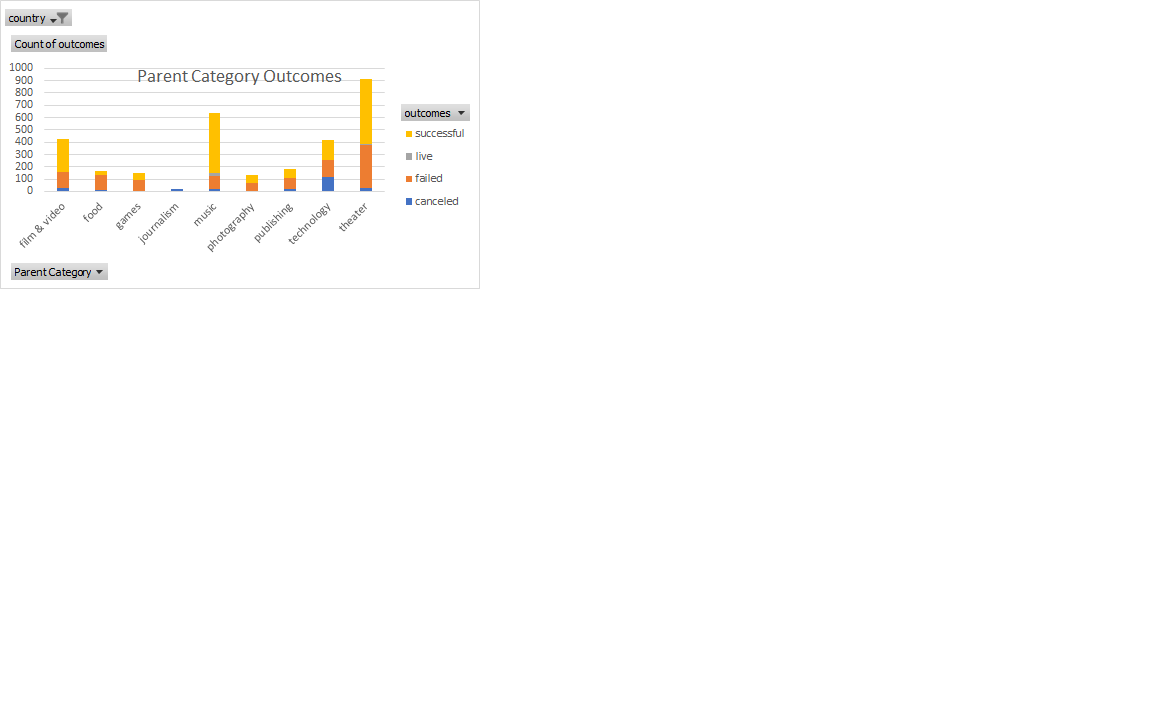 country
Count of outcomes
Parent Category Outcomes
1000
900
800
700
600
500
400
300
200
100
0
film & video
food
games
journalism
music
photography
publishing
technology
theater
outcomes
successful
live
failed
canceled
Parent Category